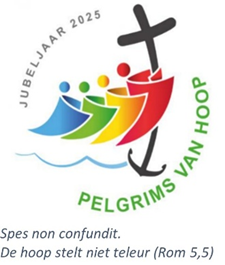 JUBELJAAR 2025
PELGRIMS VAN HOOP
Spes non confundit.
De hoop stelt niet teleur (Rom 5,5)